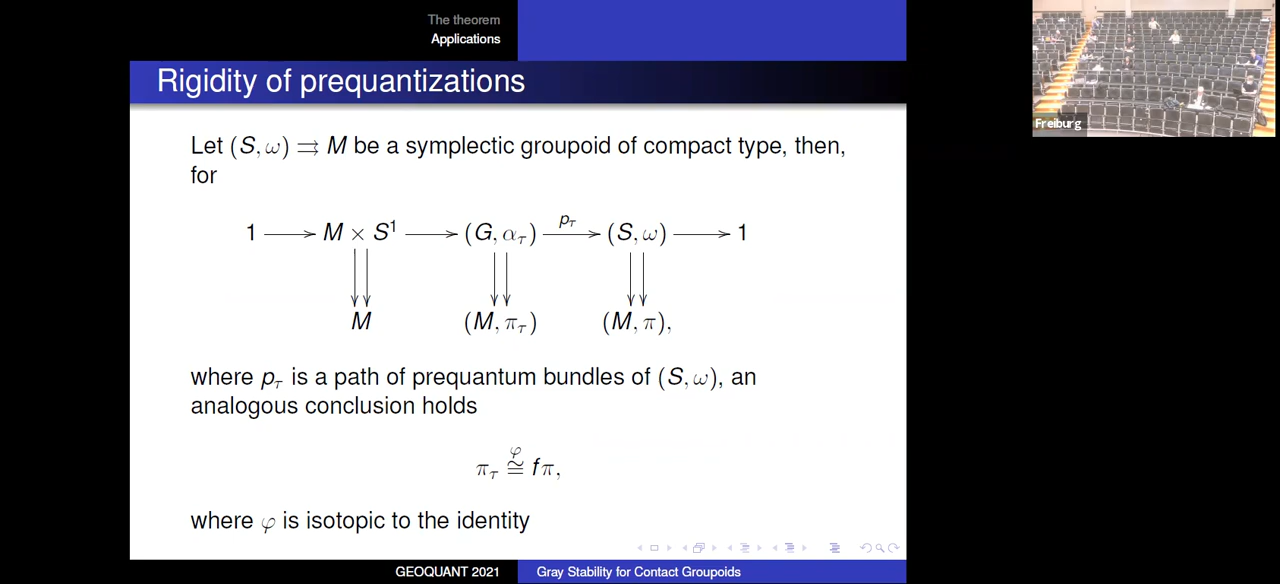 The theorem
Applications
Rigidity of prequantizations
Let (S, ω) ⇉ M be a symplectic groupoid of compact type, then,
for
1 → M × S¹ → (G, α_τ) →^{p_τ} (S, ω) → 1
M (M, π_τ) (M, π),
where p_τ is a path of prequantum bundles of (S, ω), an
analogous conclusion holds
π_τ ≅^φ fπ,
where φ is isotopic to the identity
GEOQUANT 2021 Gray Stability for Contact Groupoids
Freiburg